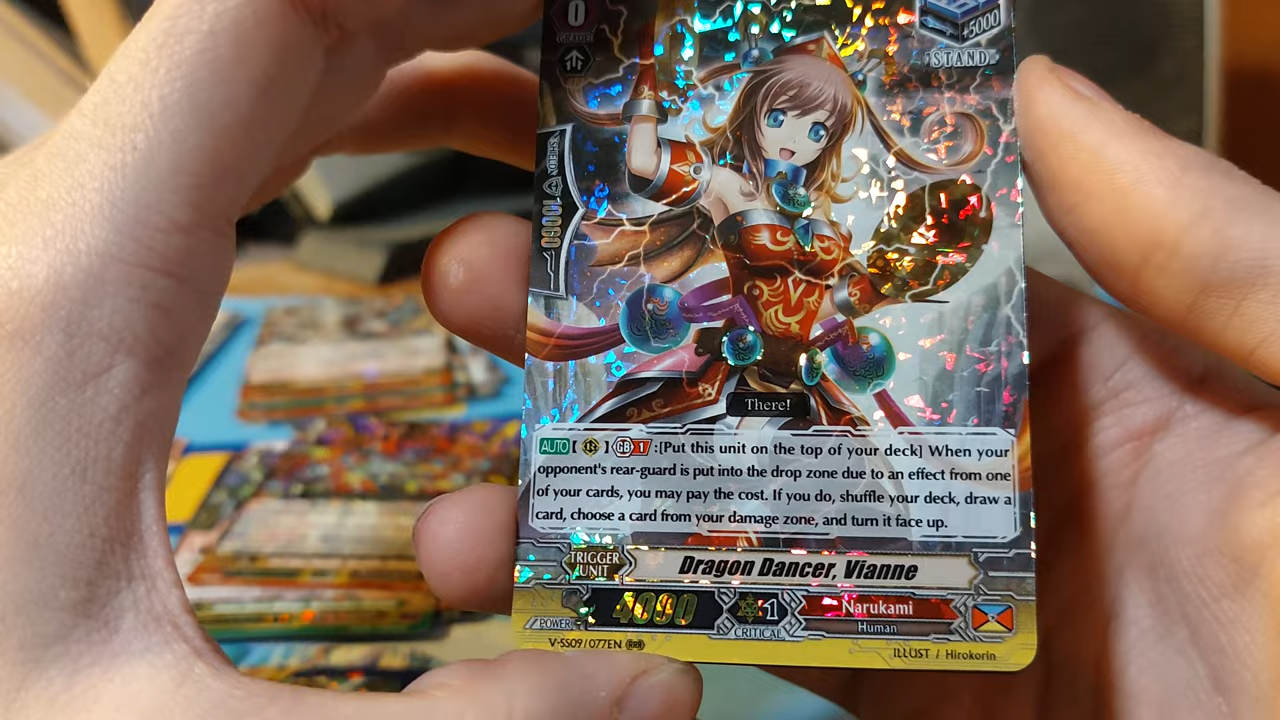 0
GRADE
+5000
STAND
SHIELD 10000
There!
AUTO [ R ] GB 1 :[Put this unit on the top of your deck] When your
opponent's rear-guard is put into the drop zone due to an effect from one
of your cards, you may pay the cost. If you do, shuffle your deck, draw a
card, choose a card from your damage zone, and turn it face up.
TRIGGER
UNIT
Dragon Dancer, Vianne
4000
1
Narukami
POWER
CRITICAL
Human
V-SS09/077EN RRR
ILLUST / Hirokorin